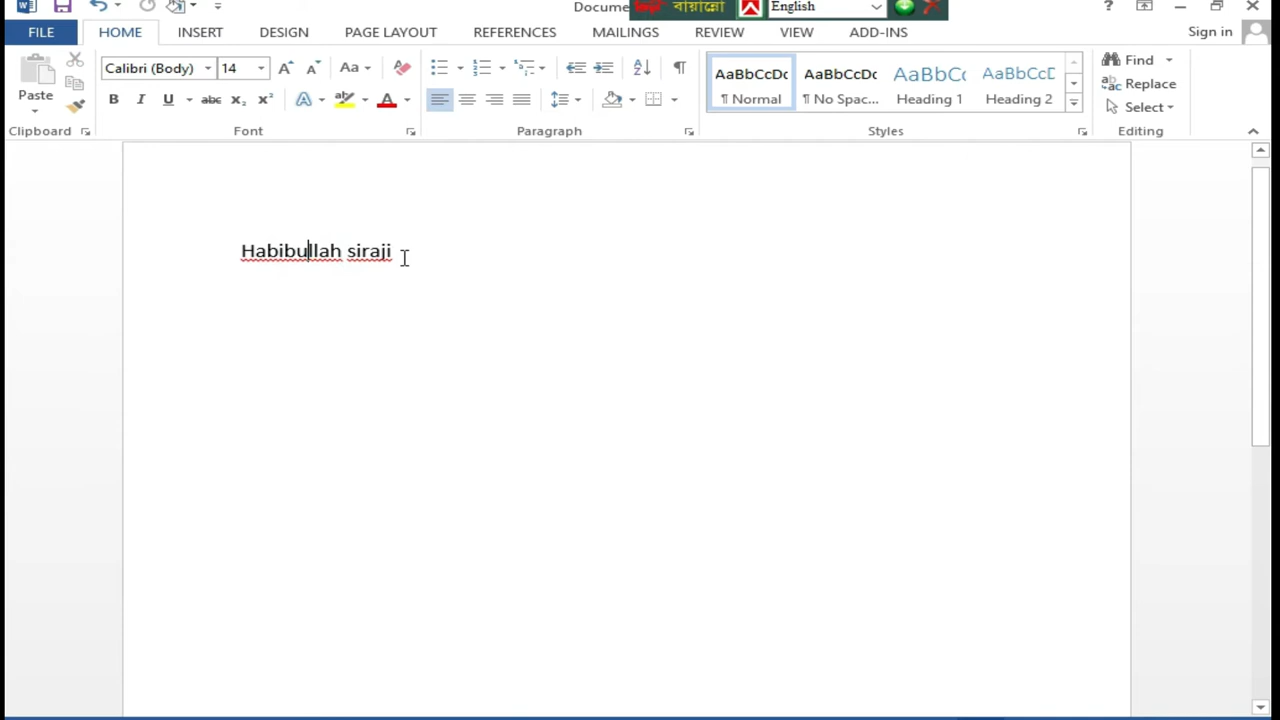 Docume বায়ান্নো English ?
FILE HOME INSERT DESIGN PAGE LAYOUT REFERENCES MAILINGS REVIEW VIEW ADD-INS Sign in
Paste Calibri (Body) 14 Aa AaBbCcDc AaBbCcDc AaBbCc AaBbCcD Find
Replace
B I U abc x₂ x² A aby A ¶ Normal ¶ No Spac... Heading 1 Heading 2 Select
Clipboard Font Paragraph Styles Editing
Habibullah siraji